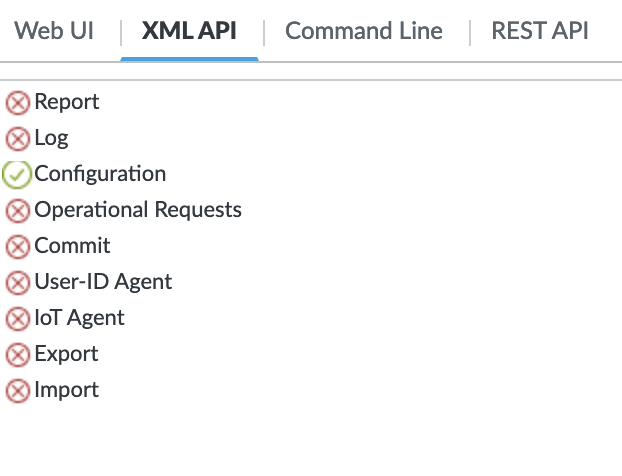 Web UI XML API Command Line REST API
Report
Log
Configuration
Operational Requests
Commit
User-ID Agent
IoT Agent
Export
Import